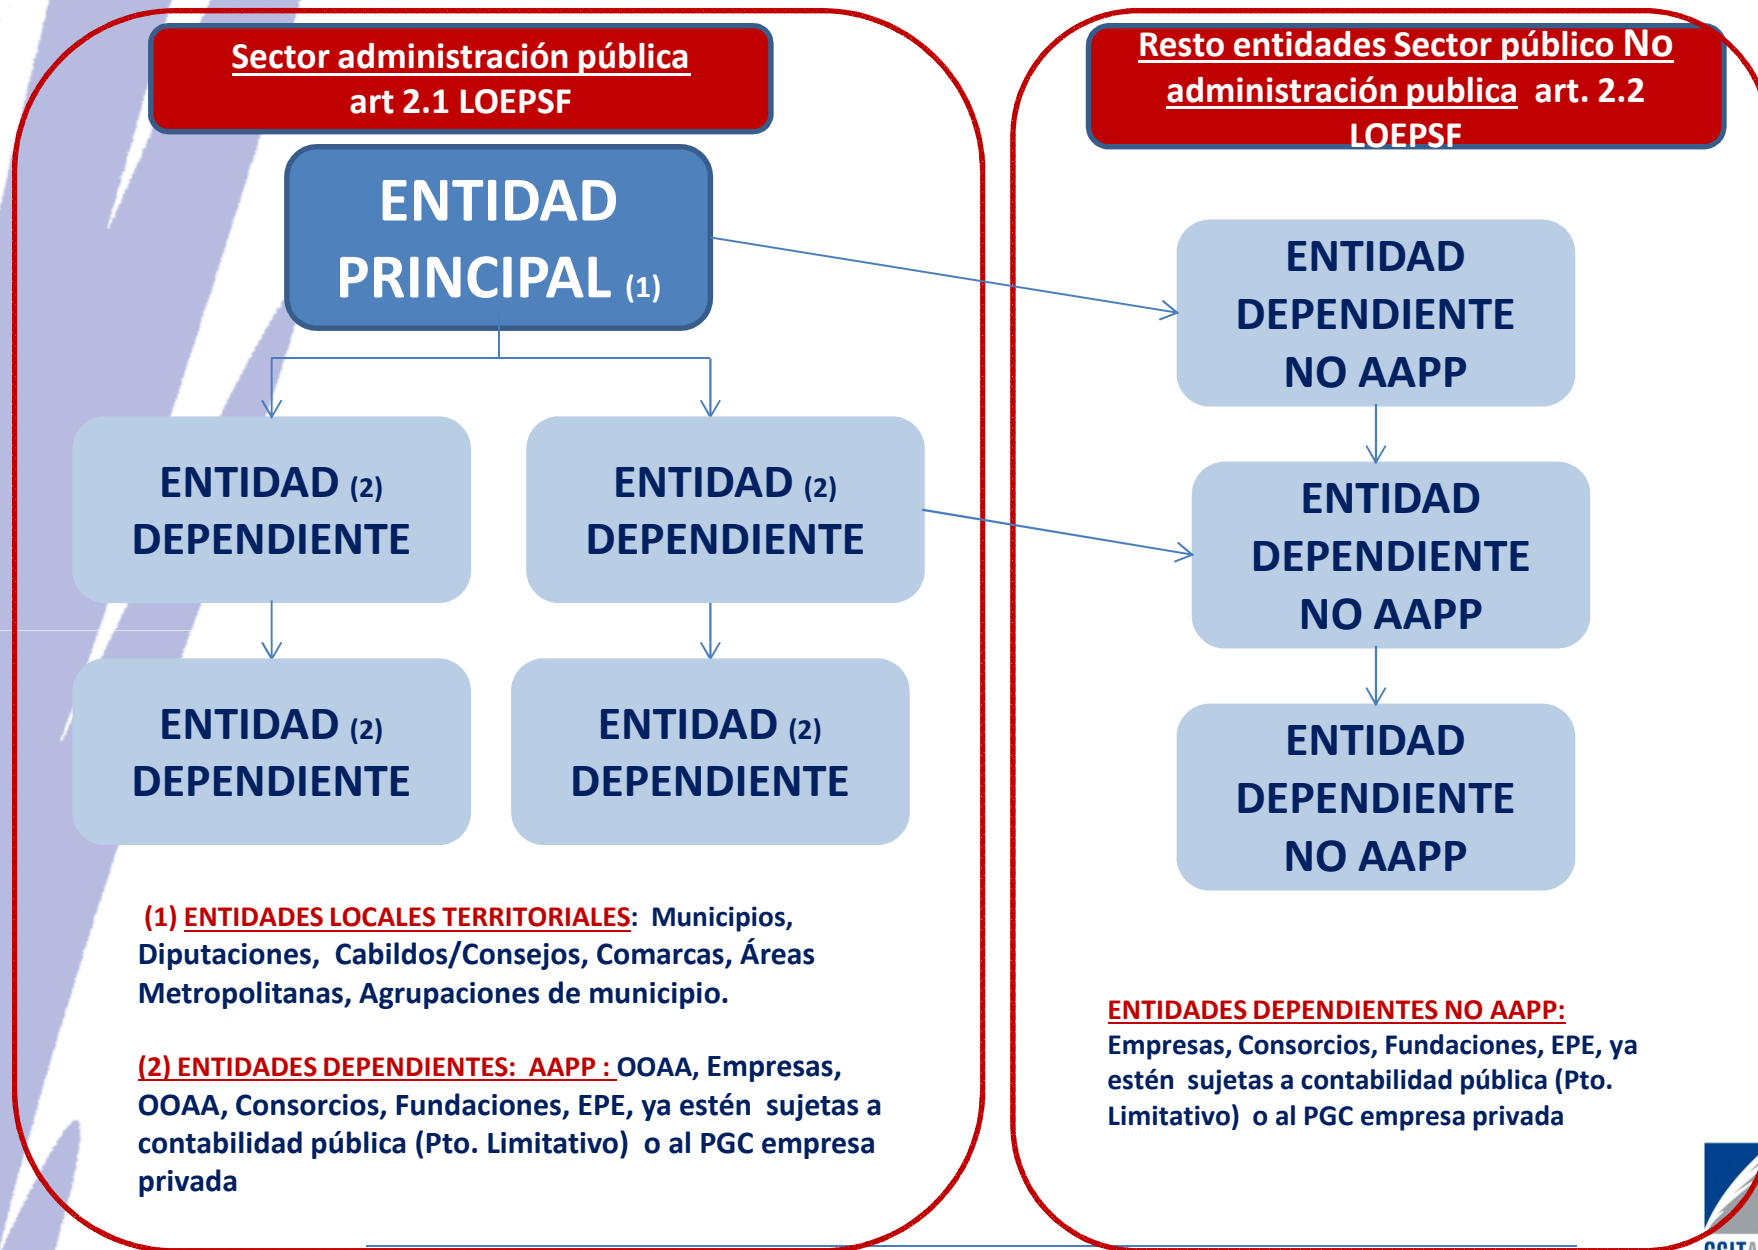 Sector administración pública
art 2.1 LOEPSF
ENTIDAD
PRINCIPAL (1)
ENTIDAD (2)
DEPENDIENTE
ENTIDAD (2)
DEPENDIENTE
ENTIDAD (2)
DEPENDIENTE
ENTIDAD (2)
DEPENDIENTE
(1) ENTIDADES LOCALES TERRITORIALES: Municipios,
Diputaciones, Cabildos/Consejos, Comarcas, Áreas
Metropolitanas, Agrupaciones de municipio.
(2) ENTIDADES DEPENDIENTES: AAPP : OOAA, Empresas,
OOAA, Consorcios, Fundaciones, EPE, ya estén sujetas a
contabilidad pública (Pto. Limitativo) o al PGC empresa
privada
Resto entidades Sector público No
administración publica art. 2.2
LOEPSF
ENTIDAD
DEPENDIENTE
NO AAPP
ENTIDAD
DEPENDIENTE
NO AAPP
ENTIDAD
DEPENDIENTE
NO AAPP
ENTIDADES DEPENDIENTES NO AAPP:
Empresas, Consorcios, Fundaciones, EPE, ya
estén sujetas a contabilidad pública (Pto.
Limitativo) o al PGC empresa privada